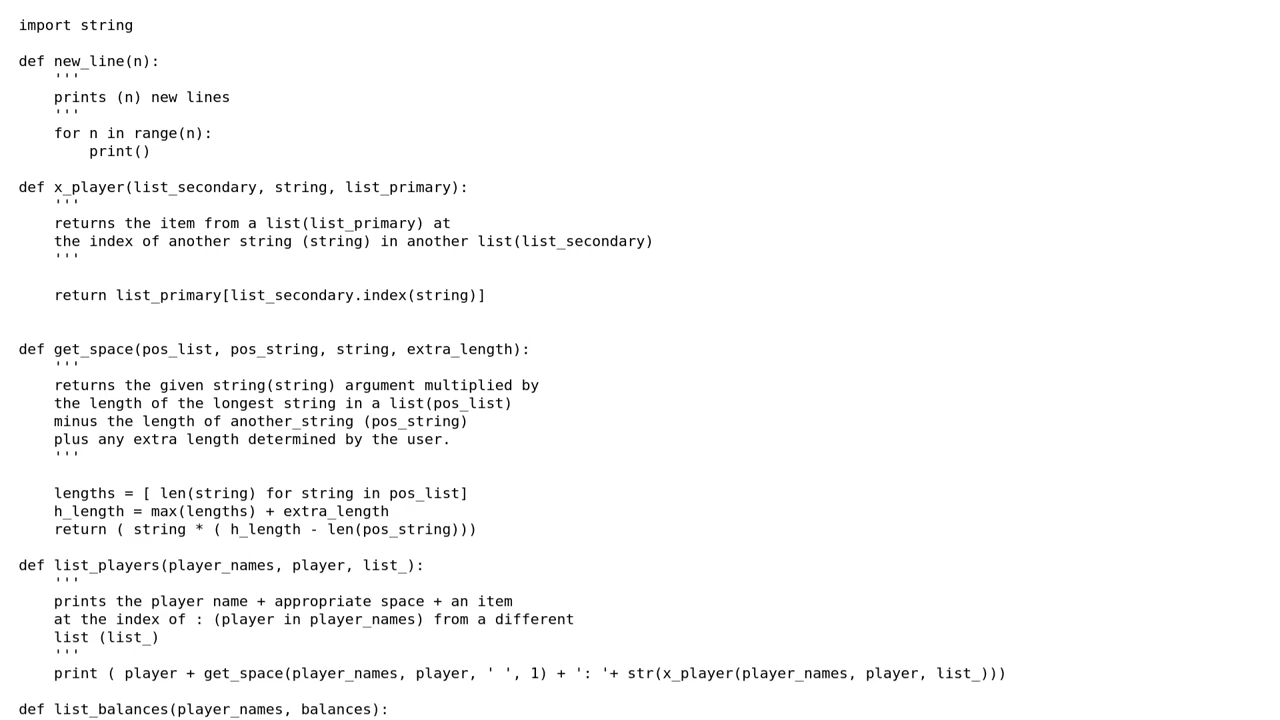 import string

def new_line(n):
    '''
    prints (n) new lines
    '''
    for n in range(n):
        print()

def x_player(list_secondary, string, list_primary):
    '''
    returns the item from a list(list_primary) at
    the index of another string (string) in another list(list_secondary)
    '''

    return list_primary[list_secondary.index(string)]


def get_space(pos_list, pos_string, string, extra_length):
    '''
    returns the given string(string) argument multiplied by
    the length of the longest string in a list(pos_list)
    minus the length of another_string (pos_string)
    plus any extra length determined by the user.
    '''

    lengths = [ len(string) for string in pos_list]
    h_length = max(lengths) + extra_length
    return ( string * ( h_length - len(pos_string)))

def list_players(player_names, player, list_):
    '''
    prints the player name + appropriate space + an item
    at the index of : (player in player_names) from a different
    list (list_)
    '''
    print ( player + get_space(player_names, player, ' ', 1) + ': '+ str(x_player(player_names, player, list_)))

def list_balances(player_names, balances):